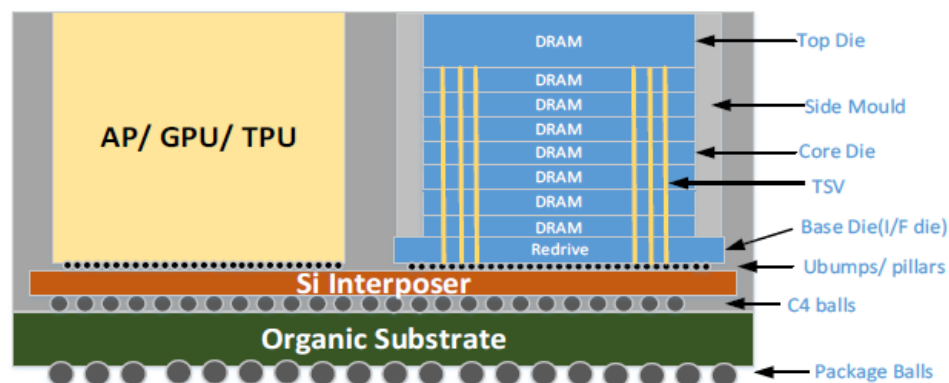 DRAM
Top Die
DRAM
DRAM
Side Mould
AP/ GPU/ TPU
DRAM
DRAM
Core Die
DRAM
TSV
DRAM
DRAM
Base Die(I/F die)
Redrive
Ubumps/ pillars
Si Interposer
C4 balls
Organic Substrate
Package Balls